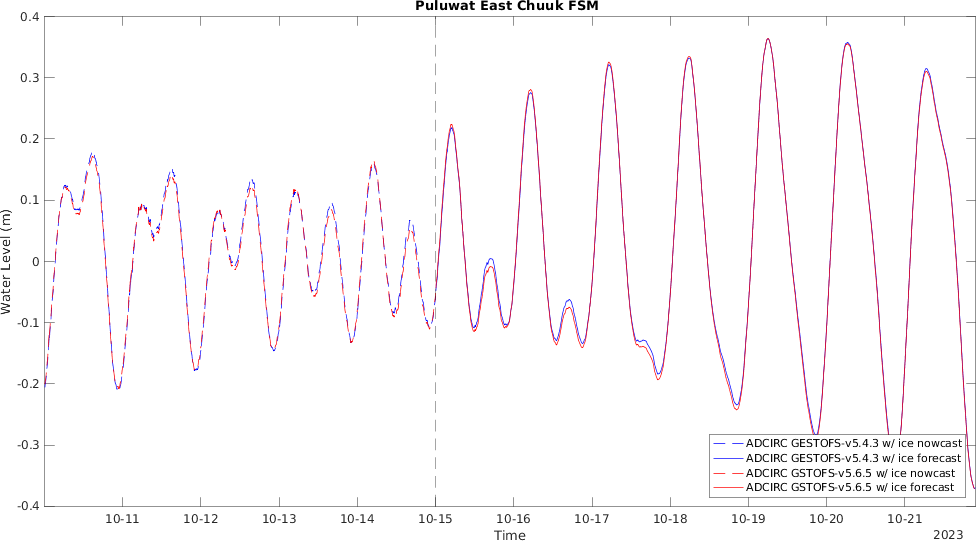 Puluwat East Chuuk FSM
0.4
0.3
0.2
0.1
0
-0.1
-0.2
-0.3
-0.4
Water Level (m)
ADCIRC GESTOFS-v5.4.3 w/ ice nowcast
ADCIRC GESTOFS-v5.4.3 w/ ice forecast
ADCIRC GSTOFS-v5.6.5 w/ ice nowcast
ADCIRC GSTOFS-v5.6.5 w/ ice forecast
10-11 10-12 10-13 10-14 10-15 10-16 10-17 10-18 10-19 10-20 10-21
Time
2023